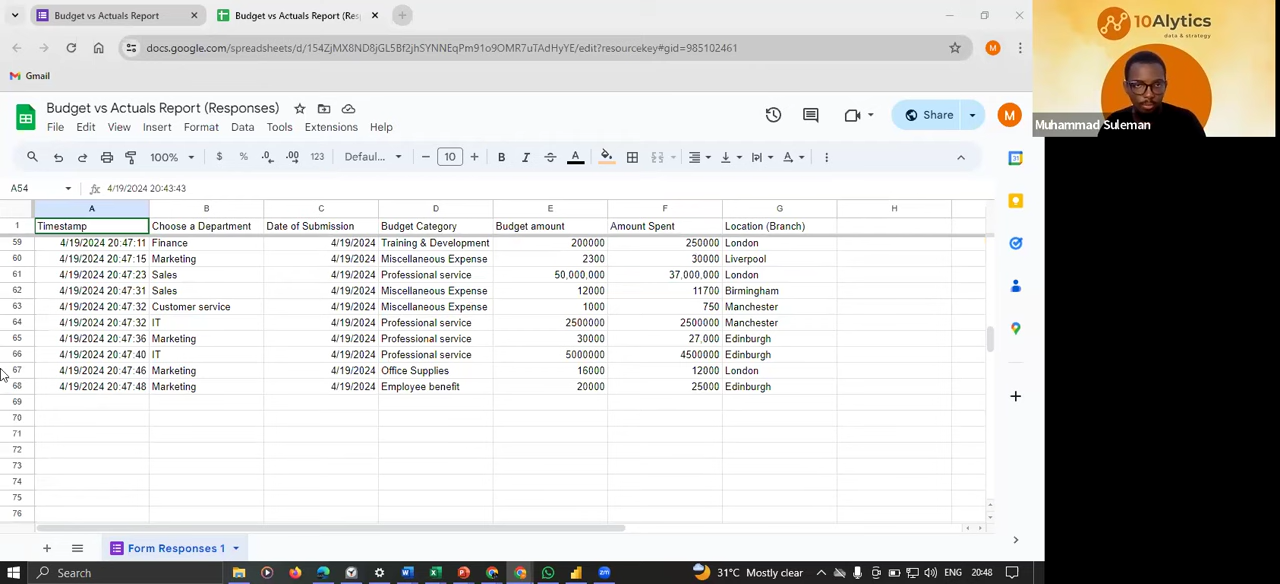 Budget vs Actuals Report
Budget vs Actuals Report (Res
docs.google.com/spreadsheets/d/154ZjMX8ND8jGL5Bf2jhSYNNEqPm91o9OMR7uTAdHyYE/edit?resourcekey#gid=985102461
M
Gmail
10Alytics
data & strategy
Muhammad Suleman
Budget vs Actuals Report (Responses)
File Edit View Insert Format Data Tools Extensions Help
Share
M
100% $ % .0 .00 123 Defaul... 10 B I A
A54 fx 4/19/2024 20:43:43
A B C D E F G H
1 Timestamp Choose a Department Date of Submission Budget Category Budget amount Amount Spent Location (Branch)
59 4/19/2024 20:47:11 Finance 4/19/2024 Training & Development 200000 250000 London
60 4/19/2024 20:47:15 Marketing 4/19/2024 Miscellaneous Expense 2300 30000 Liverpool
61 4/19/2024 20:47:23 Sales 4/19/2024 Professional service 50,000,000 37,000,000 London
62 4/19/2024 20:47:31 Sales 4/19/2024 Miscellaneous Expense 12000 11700 Birmingham
63 4/19/2024 20:47:32 Customer service 4/19/2024 Miscellaneous Expense 1000 750 Manchester
64 4/19/2024 20:47:32 IT 4/19/2024 Professional service 2500000 2500000 Manchester
65 4/19/2024 20:47:36 Marketing 4/19/2024 Professional service 30000 27,000 Edinburgh
66 4/19/2024 20:47:40 IT 4/19/2024 Professional service 5000000 4500000 Edinburgh
67 4/19/2024 20:47:46 Marketing 4/19/2024 Office Supplies 16000 12000 London
68 4/19/2024 20:47:48 Marketing 4/19/2024 Employee benefit 20000 25000 Edinburgh
69
70
71
72
73
74
75
76
Form Responses 1
Search
31°C Mostly clear ENG 20:48